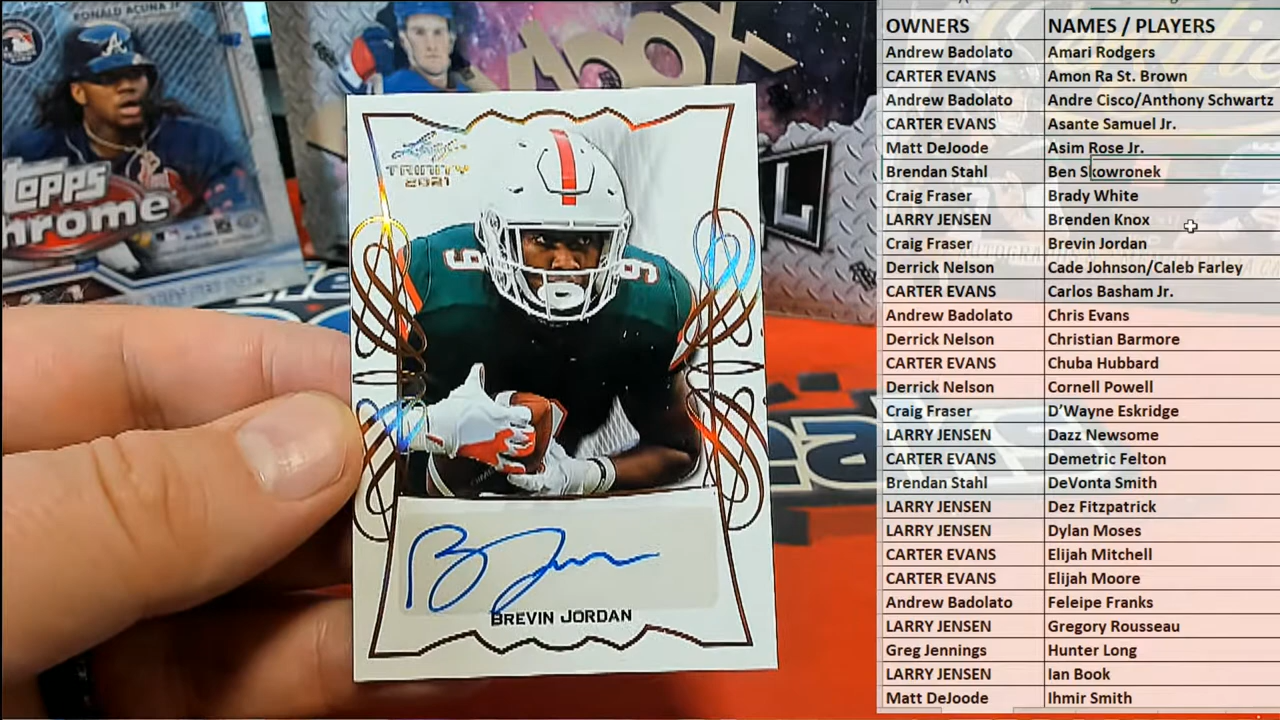 RONALD ACUÑA JR.
A
topps
hrome
TRINITY
2021
9 9
BREVIN JORDAN
OWNERS NAMES / PLAYERS
Andrew Badolato Amari Rodgers
CARTER EVANS Amon Ra St. Brown
Andrew Badolato Andre Cisco/Anthony Schwartz
CARTER EVANS Asante Samuel Jr.
Matt DeJoode Asim Rose Jr.
Brendan Stahl Ben Skowronek
Craig Fraser Brady White
LARRY JENSEN Brenden Knox
Craig Fraser Brevin Jordan
Derrick Nelson Cade Johnson/Caleb Farley
CARTER EVANS Carlos Basham Jr.
Andrew Badolato Chris Evans
Derrick Nelson Christian Barmore
CARTER EVANS Chuba Hubbard
Derrick Nelson Cornell Powell
Craig Fraser D’Wayne Eskridge
LARRY JENSEN Dazz Newsome
CARTER EVANS Demetric Felton
Brendan Stahl DeVonta Smith
LARRY JENSEN Dez Fitzpatrick
LARRY JENSEN Dylan Moses
CARTER EVANS Elijah Mitchell
CARTER EVANS Elijah Moore
Andrew Badolato Feleipe Franks
LARRY JENSEN Gregory Rousseau
Greg Jennings Hunter Long
LARRY JENSEN Ian Book
Matt DeJoode Ihmir Smith